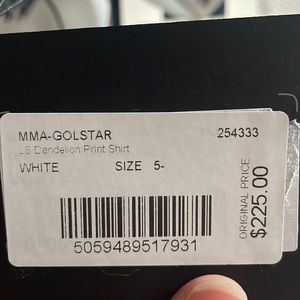 MMA-GOLSTAR 254333
LS Dandelion Print Shirt
WHITE SIZE 5-
ORIGINAL PRICE
$225.00
5059489517931